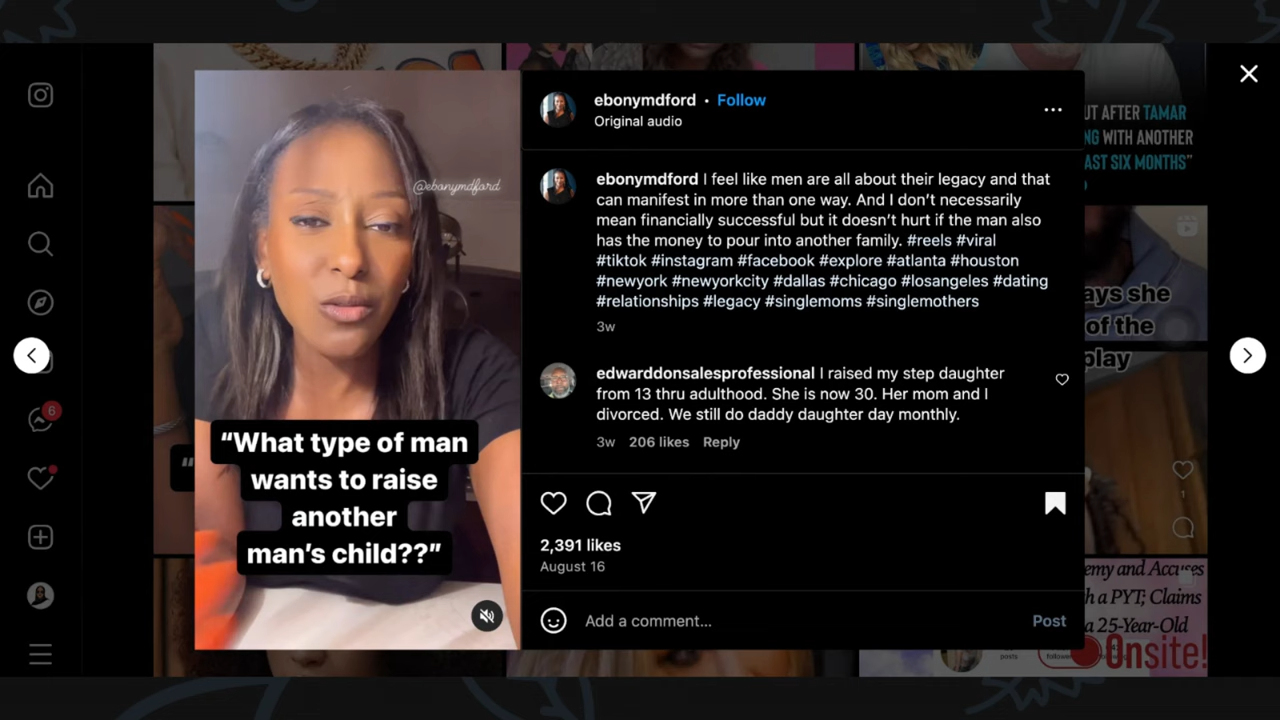 ebonymdford • Follow
Original audio
@ebonymdford
ebonymdford I feel like men are all about their legacy and that
can manifest in more than one way. And I don't necessarily
mean financially successful but it doesn't hurt if the man also
has the money to pour into another family. #reels #viral
#tiktok #instagram #facebook #explore #atlanta #houston
#newyork #newyorkcity #dallas #chicago #losangeles #dating
#relationships #legacy #singlemoms #singlemothers
3w
edwarddonsalesprofessional I raised my step daughter
from 13 thru adulthood. She is now 30. Her mom and I
divorced. We still do daddy daughter day monthly.
3w 206 likes Reply
2,391 likes
August 16
Add a comment... Post
“What type of man
wants to raise
another
man’s child??”
6
UT AFTER TAMAR
NG WITH ANOTHER
AST SIX MONTHS”
ays she
of the
play
1
emy and Accuses
h a PYT; Claims
a 25-Year-Old
posts
Onsite!